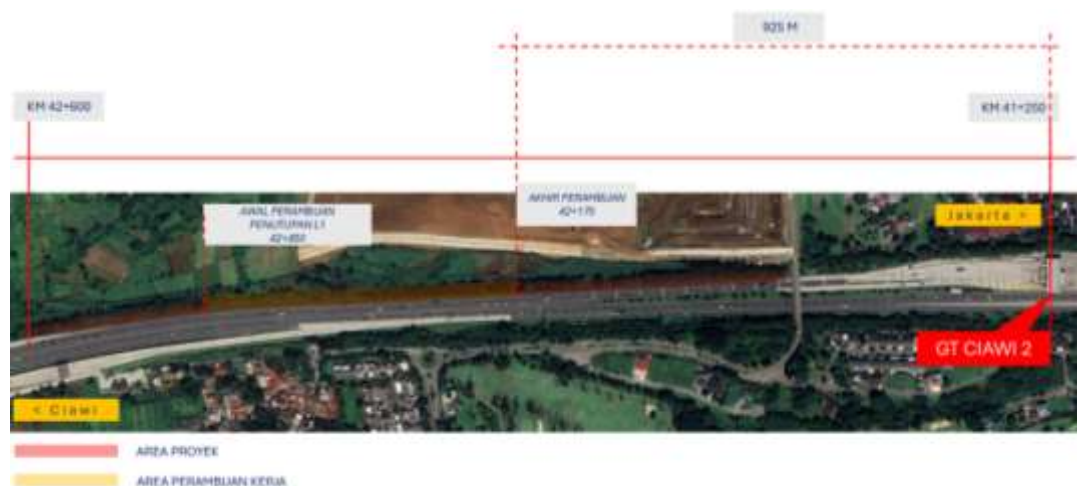 925 M
KM 42+600
KM 41+250
AWAL PERAMBUAN
PENUTUPAN L1
42+450
AKHIR PERAMBUAN
42+175
Jakarta >
GT CIAWI 2
< Ciawi
AREA PROYEK
AREA PERAMBUAN KERJA